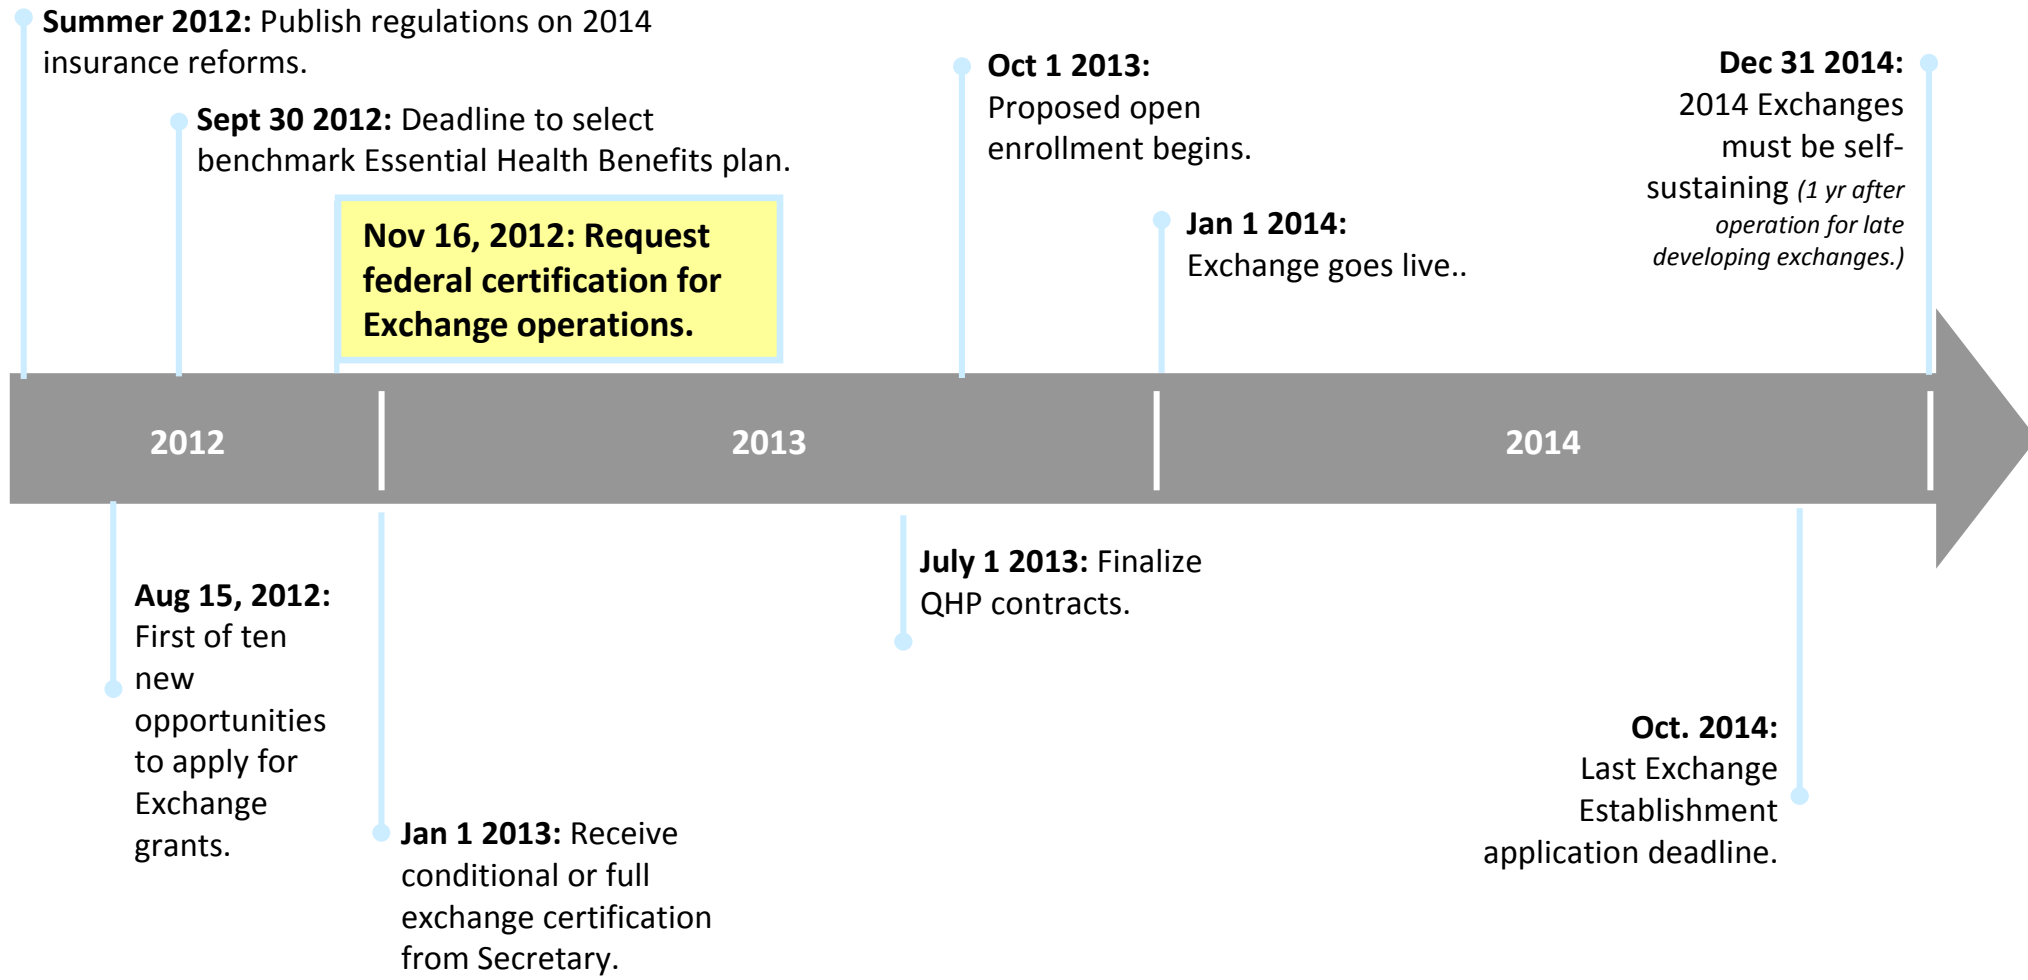 Summer 2012: Publish regulations on 2014
insurance reforms.
Sept 30 2012: Deadline to select
benchmark Essential Health Benefits plan.
Nov 16, 2012: Request
federal certification for
Exchange operations.
Oct 1 2013:
Proposed open
enrollment begins.
Jan 1 2014:
Exchange goes live..
Dec 31 2014:
2014 Exchanges
must be self-
sustaining (1 yr after
operation for late
developing exchanges.)
2012
2013
2014
Aug 15, 2012:
First of ten
new
opportunities
to apply for
Exchange
grants.
Jan 1 2013: Receive
conditional or full
exchange certification
from Secretary.
July 1 2013: Finalize
QHP contracts.
Oct. 2014:
Last Exchange
Establishment
application deadline.